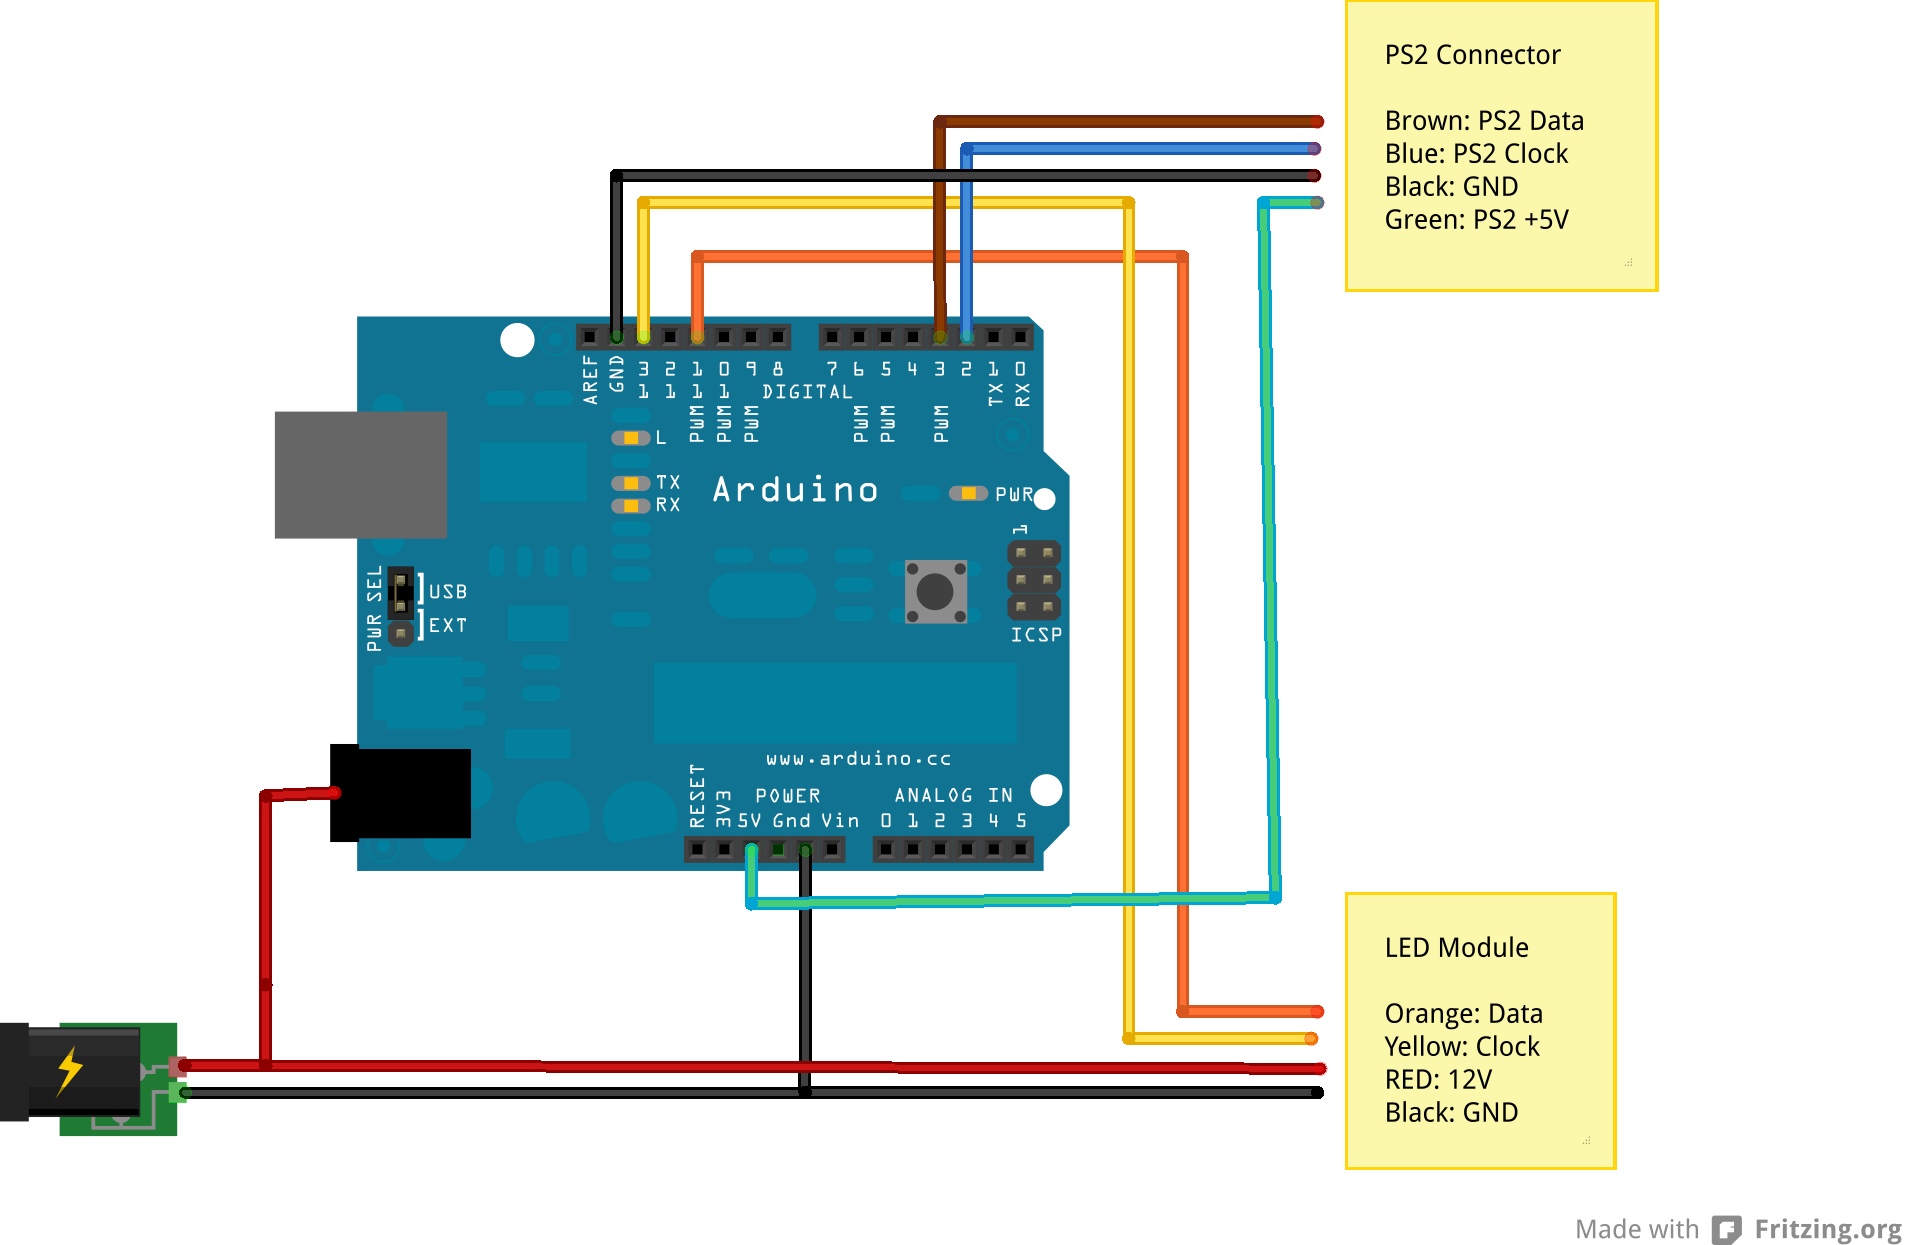 PS2 Connector
Brown: PS2 Data
Blue: PS2 Clock
Black: GND
Green: PS2 +5V
AREF
GND
13
12
PWM 11
PWM 10
PWM 9
8
7
PWM 6
PWM 5
4
PWM 3
2
TX 1
RX 0
DIGITAL
L
TX
RX
Arduino
PWR
1
ICSP
PWR SEL
USB
EXT
www.arduino.cc
POWER
RESET
3V3
5V Gnd Vin
ANALOG IN
0 1 2 3 4 5
LED Module
Orange: Data
Yellow: Clock
RED: 12V
Black: GND
Made with Fritzing.org